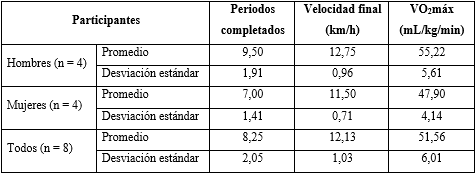 Participantes Periodos completados Velocidad final (km/h) VO₂máx (mL/kg/min)
Hombres (n = 4) Promedio 9,50 12,75 55,22
Desviación estándar 1,91 0,96 5,61
Mujeres (n = 4) Promedio 7,00 11,50 47,90
Desviación estándar 1,41 0,71 4,14
Todos (n = 8) Promedio 8,25 12,13 51,56
Desviación estándar 2,05 1,03 6,01